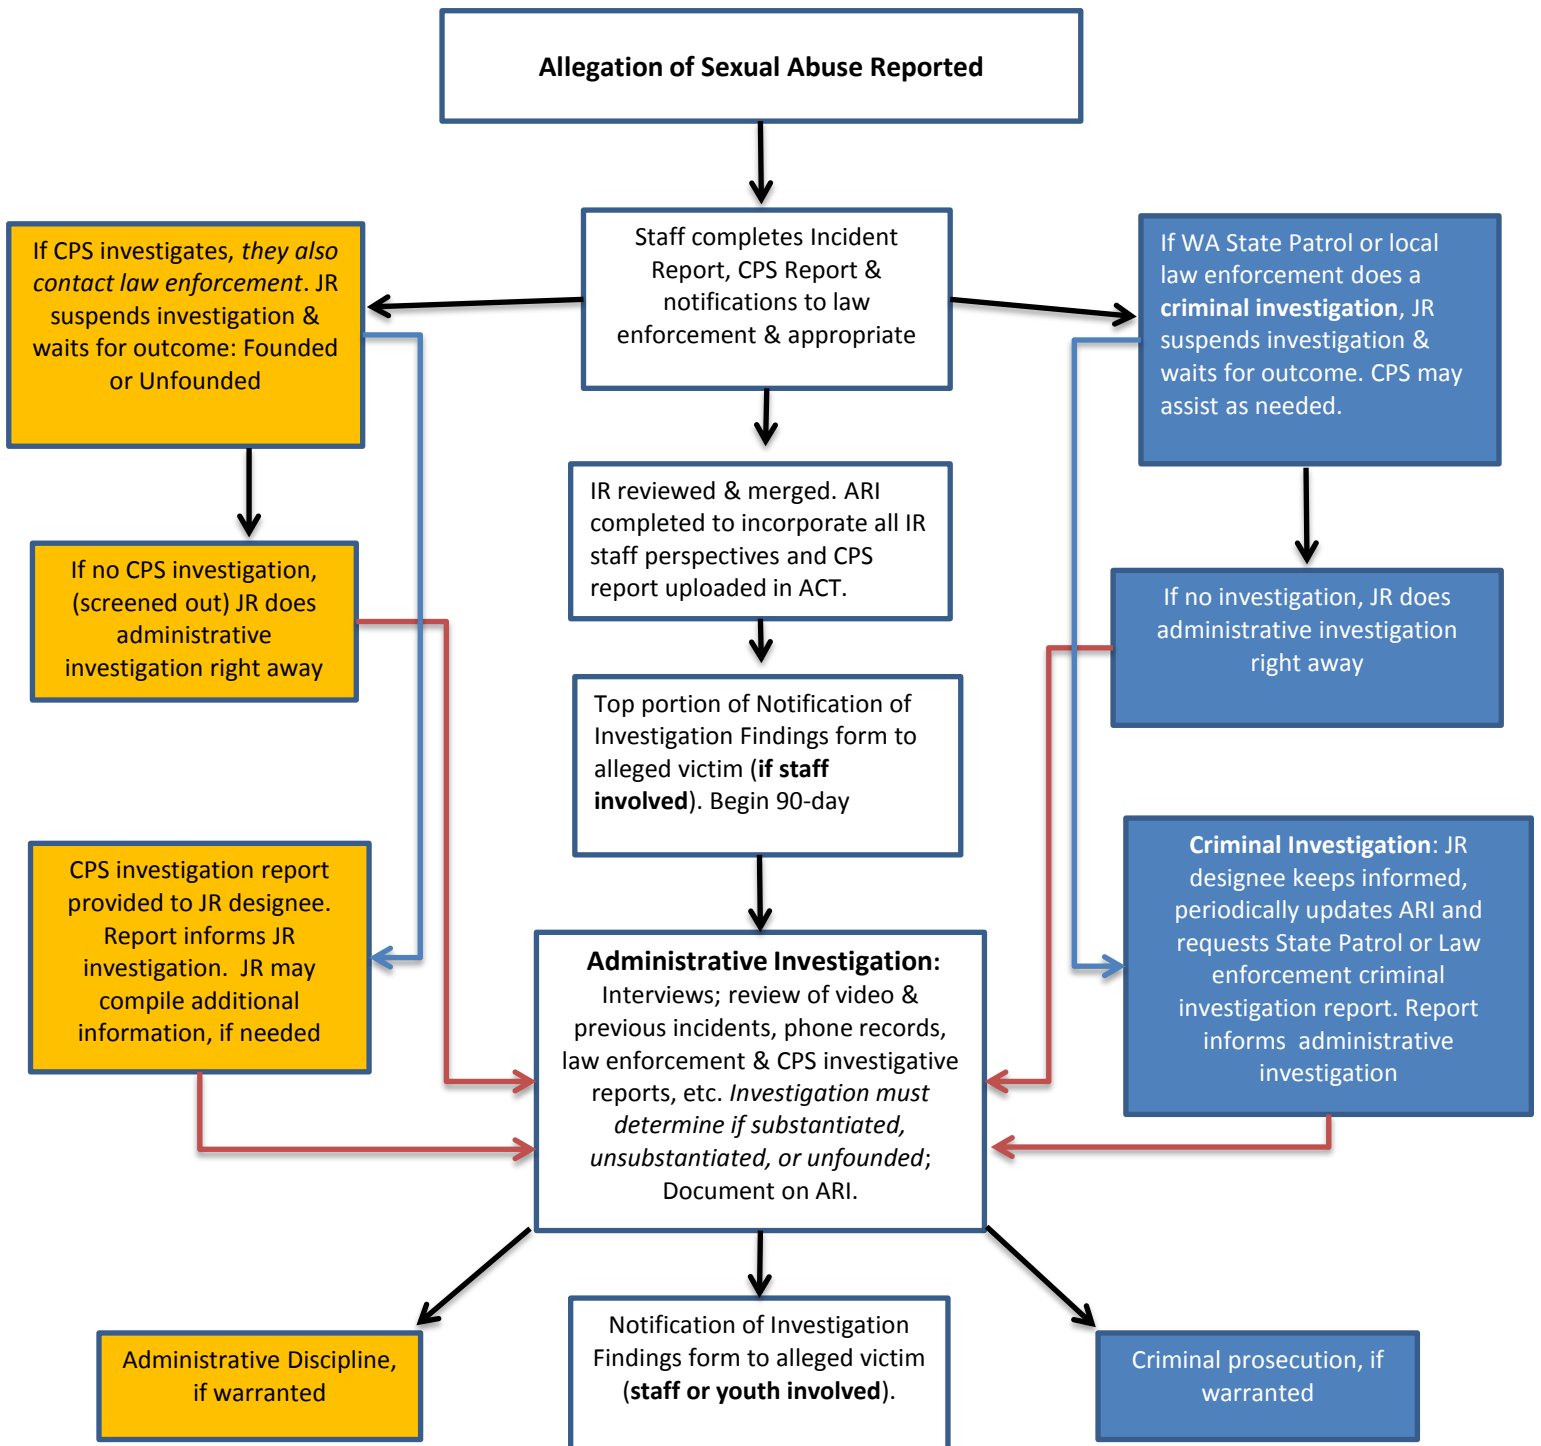 Allegation of Sexual Abuse Reported
Staff completes Incident
Report, CPS Report &
notifications to law
enforcement & appropriate
If CPS investigates, they also
contact law enforcement. JR
suspends investigation &
waits for outcome: Founded
or Unfounded
If WA State Patrol or local
law enforcement does a
criminal investigation, JR
suspends investigation &
waits for outcome. CPS may
assist as needed.
IR reviewed & merged. ARI
completed to incorporate all IR
staff perspectives and CPS
report uploaded in ACT.
If no CPS investigation,
(screened out) JR does
administrative
investigation right away
If no investigation, JR does
administrative investigation
right away
Top portion of Notification of
Investigation Findings form to
alleged victim (if staff
involved). Begin 90-day
CPS investigation report
provided to JR designee.
Report informs JR
investigation.  JR may
compile additional
information, if needed
Criminal Investigation: JR
designee keeps informed,
periodically updates ARI and
requests State Patrol or Law
enforcement criminal
investigation report. Report
informs  administrative
investigation
Administrative Investigation:
Interviews; review of video &
previous incidents, phone records,
law enforcement & CPS investigative
reports, etc. Investigation must
determine if substantiated,
unsubstantiated, or unfounded;
Document on ARI.
Administrative Discipline,
if warranted
Notification of Investigation
Findings form to alleged victim
(staff or youth involved).
Criminal prosecution, if
warranted